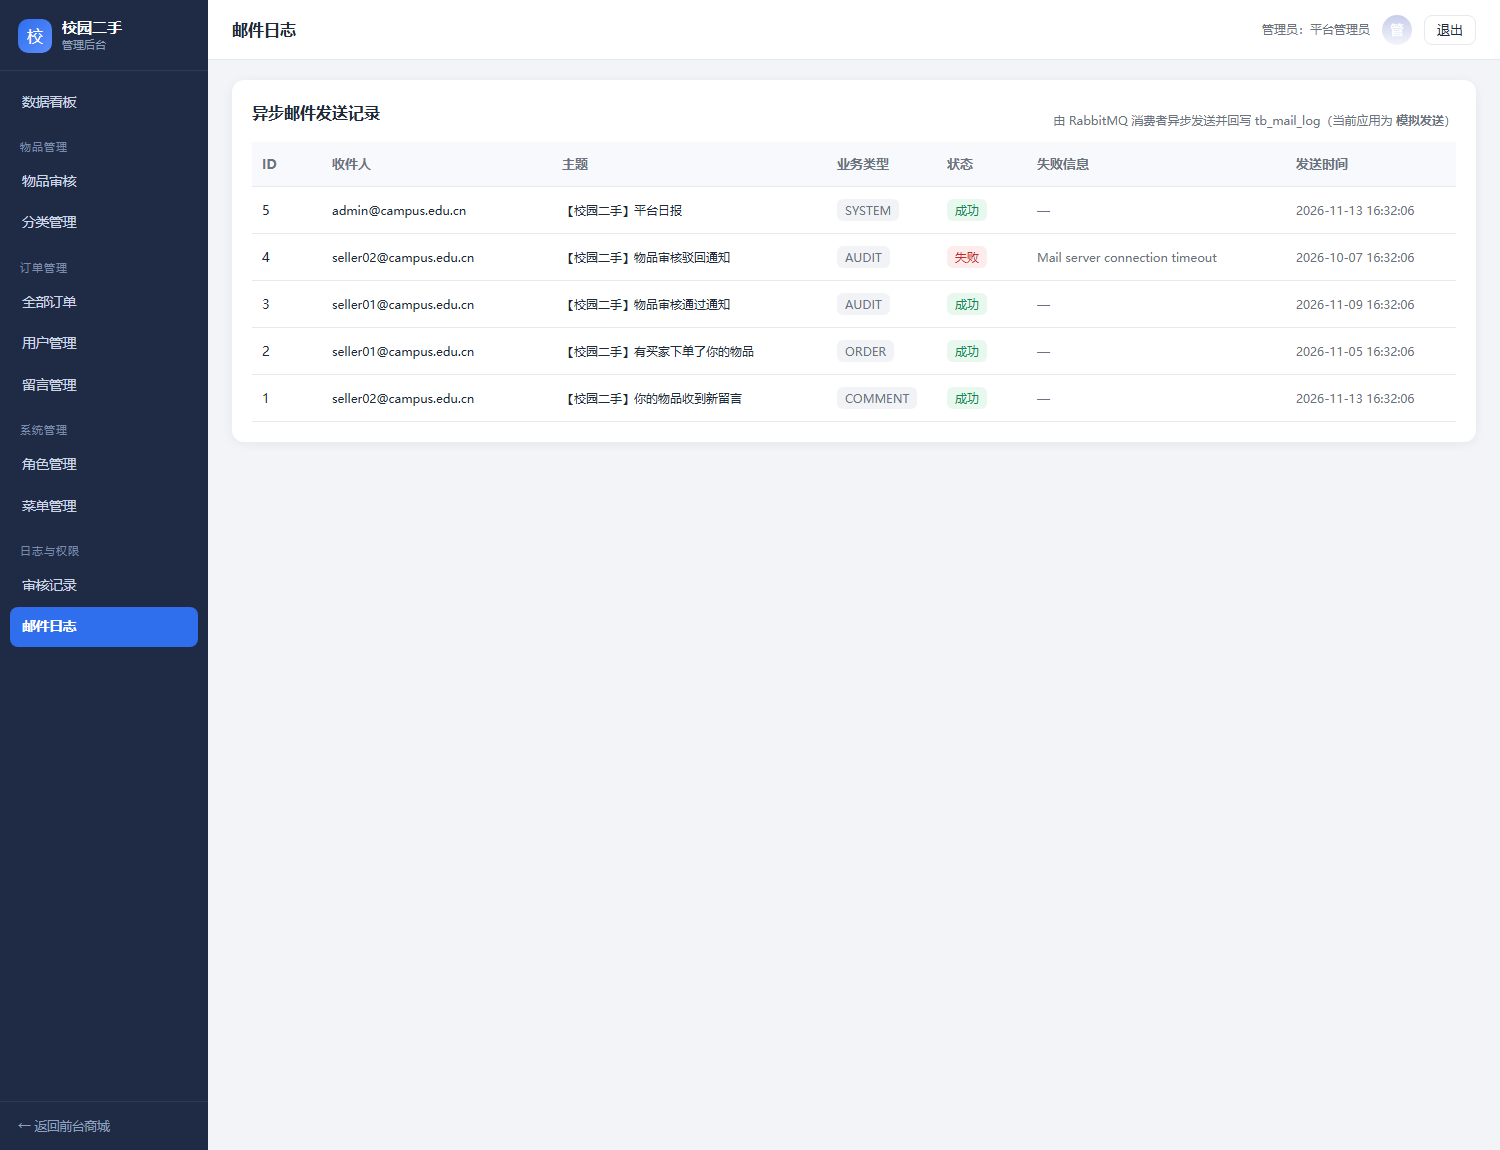 校
校园二手
管理后台
数据看板
物品管理
物品审核
分类管理
订单管理
全部订单
用户管理
留言管理
系统管理
角色管理
菜单管理
日志与权限
审核记录
邮件日志
← 返回前台商城
邮件日志
管理员：平台管理员
管
退出
异步邮件发送记录
由 RabbitMQ 消费者异步发送并回写 tb_mail_log（当前应用为 模拟发送）
ID 收件人 主题 业务类型 状态 失败信息 发送时间
5 admin@campus.edu.cn 【校园二手】平台日报 SYSTEM 成功 — 2026-11-13 16:32:06
4 seller02@campus.edu.cn 【校园二手】物品审核驳回通知 AUDIT 失败 Mail server connection timeout 2026-10-07 16:32:06
3 seller01@campus.edu.cn 【校园二手】物品审核通过通知 AUDIT 成功 — 2026-11-09 16:32:06
2 seller01@campus.edu.cn 【校园二手】有买家下单了你的物品 ORDER 成功 — 2026-11-05 16:32:06
1 seller02@campus.edu.cn 【校园二手】你的物品收到新留言 COMMENT 成功 — 2026-11-13 16:32:06